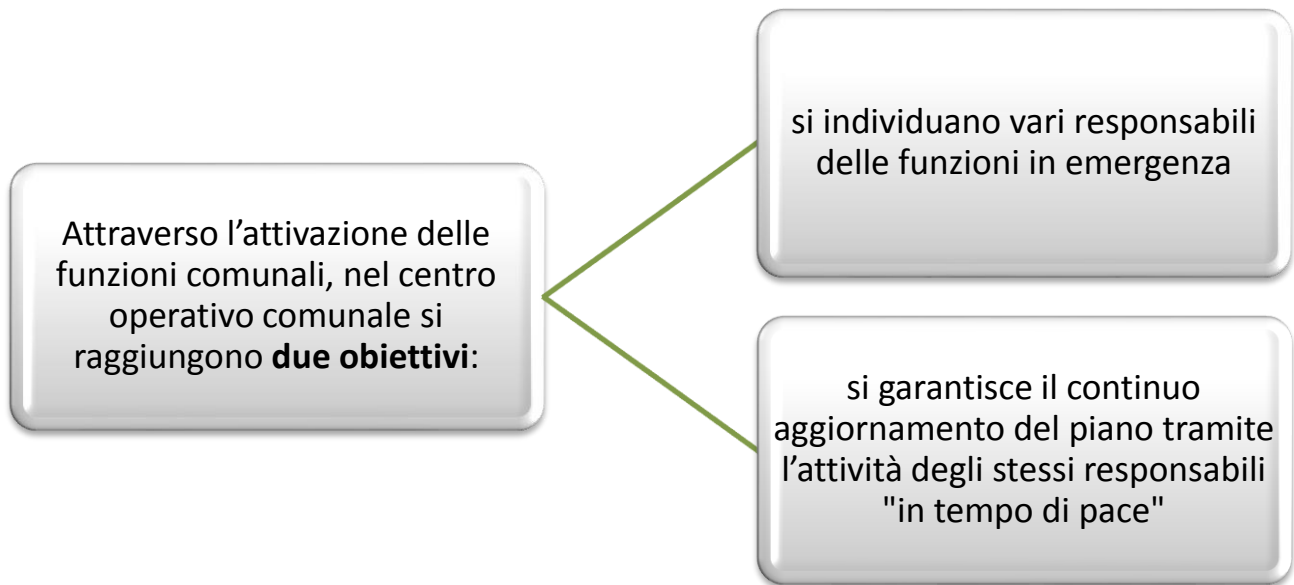 Attraverso l’attivazione delle
funzioni comunali, nel centro
operativo comunale si
raggiungono due obiettivi:
si individuano vari responsabili
delle funzioni in emergenza
si garantisce il continuo
aggiornamento del piano tramite
l’attività degli stessi responsabili
"in tempo di pace"